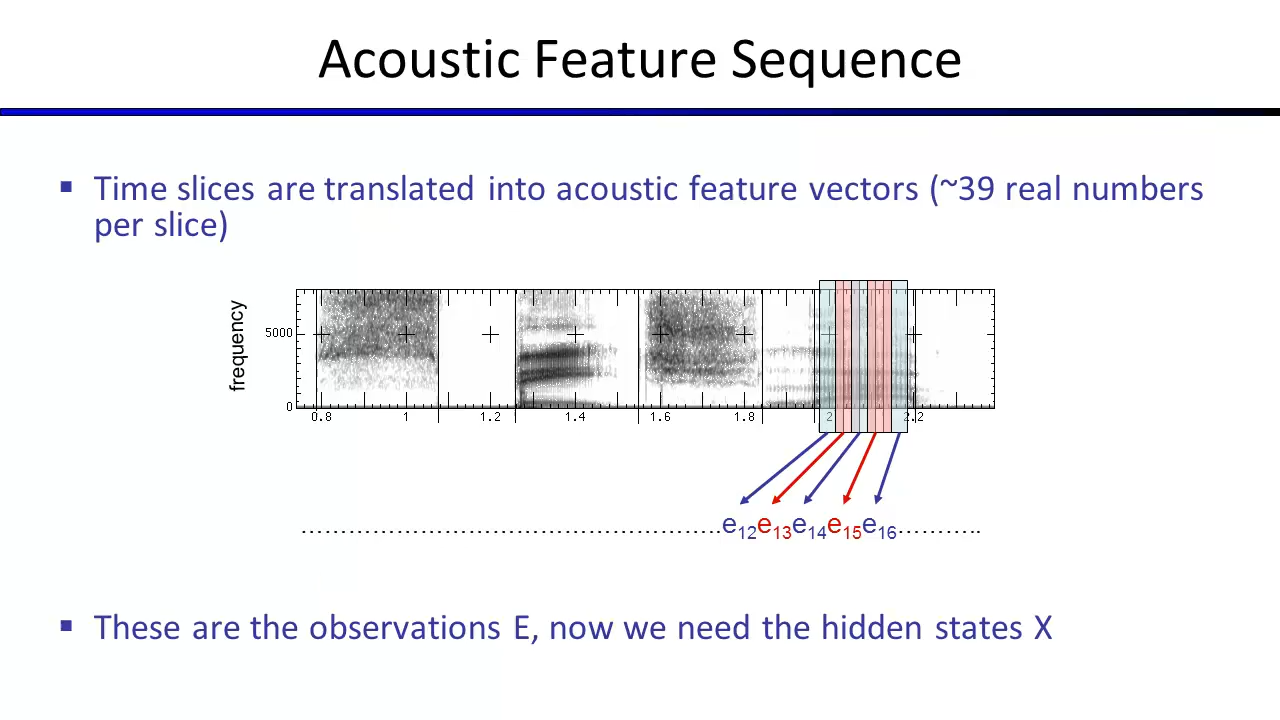 Acoustic Feature Sequence
▪ Time slices are translated into acoustic feature vectors (~39 real numbers
per slice)
frequency
5000
0
0.8 1 1.2 1.4 1.6 1.8 2 2.2
……………………………………………..e12e13e14e15e16………..
▪ These are the observations E, now we need the hidden states X